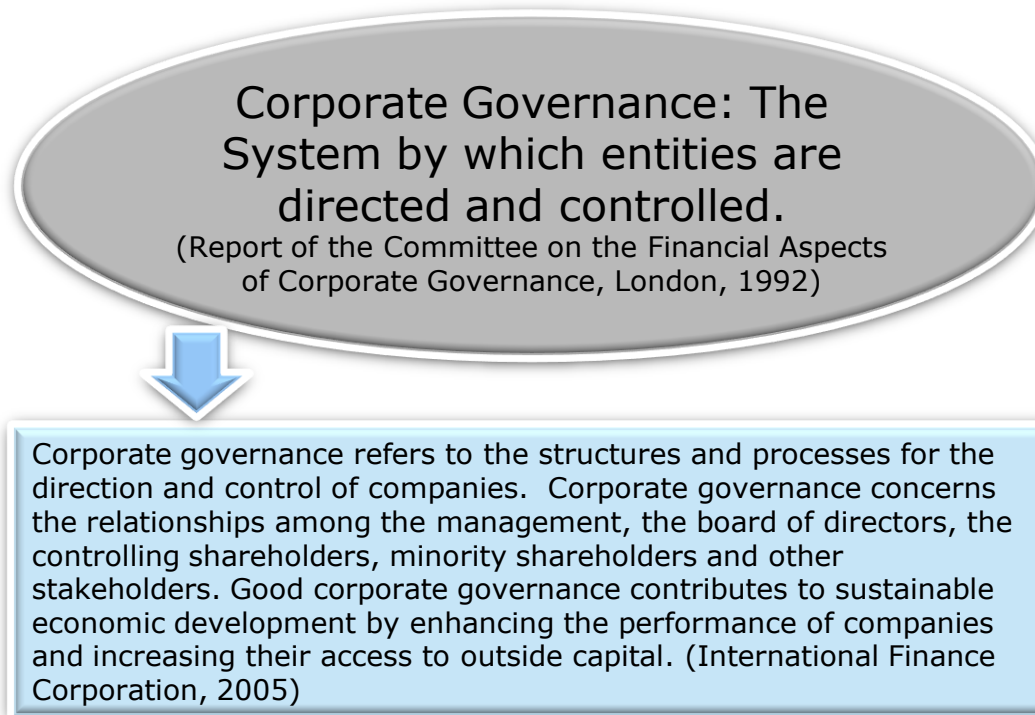 Corporate Governance: The
System by which entities are
directed and controlled.
(Report of the Committee on the Financial Aspects
of Corporate Governance, London, 1992)
Corporate governance refers to the structures and processes for the
direction and control of companies.  Corporate governance concerns
the relationships among the management, the board of directors, the
controlling shareholders, minority shareholders and other
stakeholders. Good corporate governance contributes to sustainable
economic development by enhancing the performance of companies
and increasing their access to outside capital. (International Finance
Corporation, 2005)